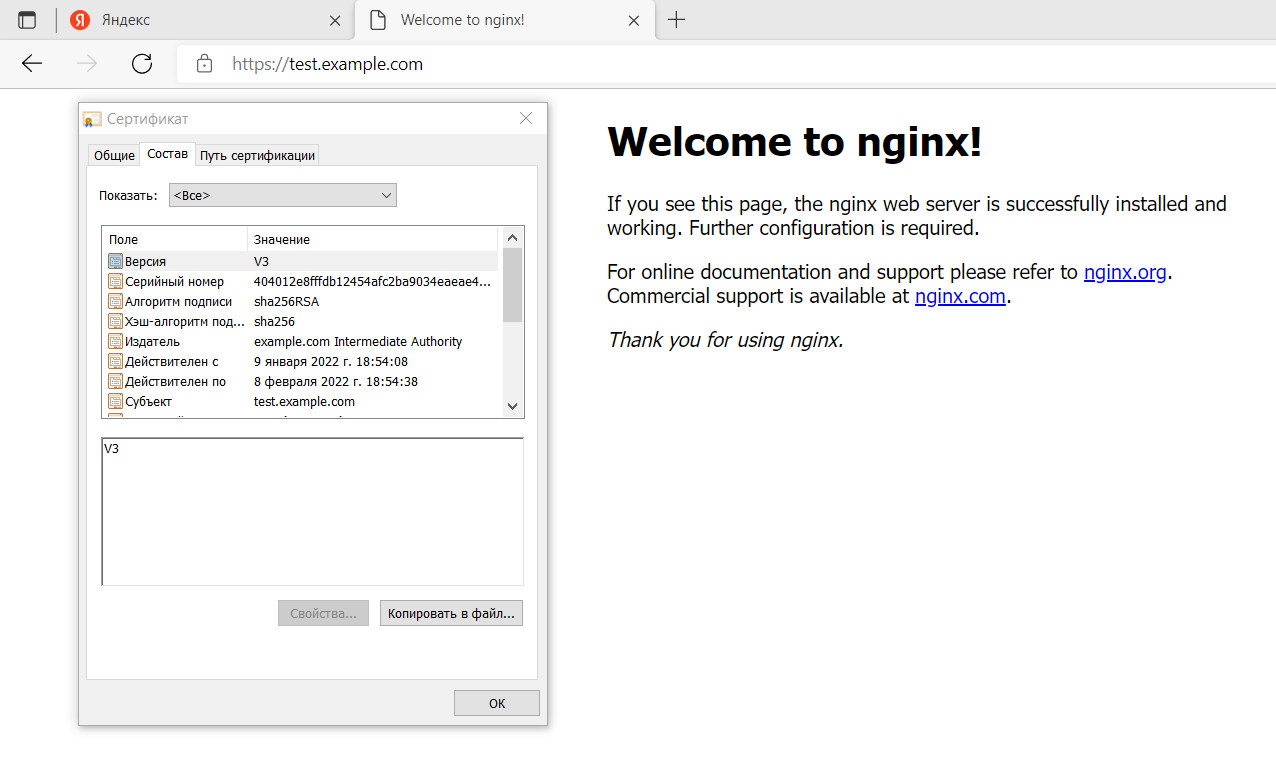 Яндекс
Welcome to nginx!
https://test.example.com
Сертификат
Общие Состав Путь сертификации
Показать: <Все>
Поле Значение
Версия V3
Серийный номер 404012e8fffdb12454afc2ba9034eaeae4...
Алгоритм подписи sha256RSA
Хэш-алгоритм под... sha256
Издатель example.com Intermediate Authority
Действителен с 9 января 2022 г. 18:54:08
Действителен по 8 февраля 2022 г. 18:54:38
Субъект test.example.com
V3
Свойства... Копировать в файл...
ОК
Welcome to nginx!
If you see this page, the nginx web server is successfully installed and
working. Further configuration is required.
For online documentation and support please refer to nginx.org.
Commercial support is available at nginx.com.
Thank you for using nginx.